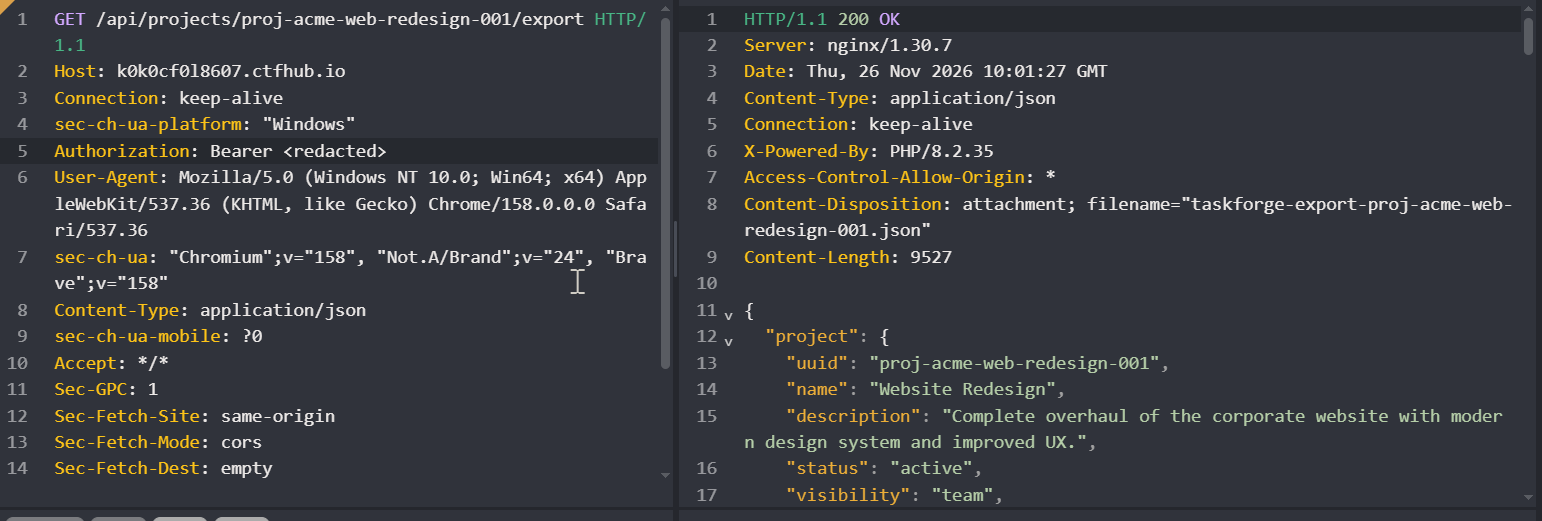 1 GET /api/projects/proj-acme-web-redesign-001/export HTTP/
1.1
2 Host: k0k0cf0l8607.ctfhub.io
3 Connection: keep-alive
4 sec-ch-ua-platform: "Windows"
5 Authorization: Bearer <redacted>
6 User-Agent: Mozilla/5.0 (Windows NT 10.0; Win64; x64) App
leWebKit/537.36 (KHTML, like Gecko) Chrome/158.0.0.0 Safa
ri/537.36
7 sec-ch-ua: "Chromium";v="158", "Not.A/Brand";v="24", "Bra
ve";v="158"
8 Content-Type: application/json
9 sec-ch-ua-mobile: ?0
10 Accept: */*
11 Sec-GPC: 1
12 Sec-Fetch-Site: same-origin
13 Sec-Fetch-Mode: cors
14 Sec-Fetch-Dest: empty
1 HTTP/1.1 200 OK
2 Server: nginx/1.30.7
3 Date: Thu, 26 Nov 2026 10:01:27 GMT
4 Content-Type: application/json
5 Connection: keep-alive
6 X-Powered-By: PHP/8.2.35
7 Access-Control-Allow-Origin: *
8 Content-Disposition: attachment; filename="taskforge-export-proj-acme-web-
redesign-001.json"
9 Content-Length: 9527
10
11 {
12 "project": {
13 "uuid": "proj-acme-web-redesign-001",
14 "name": "Website Redesign",
15 "description": "Complete overhaul of the corporate website with moder
n design system and improved UX.",
16 "status": "active",
17 "visibility": "team",